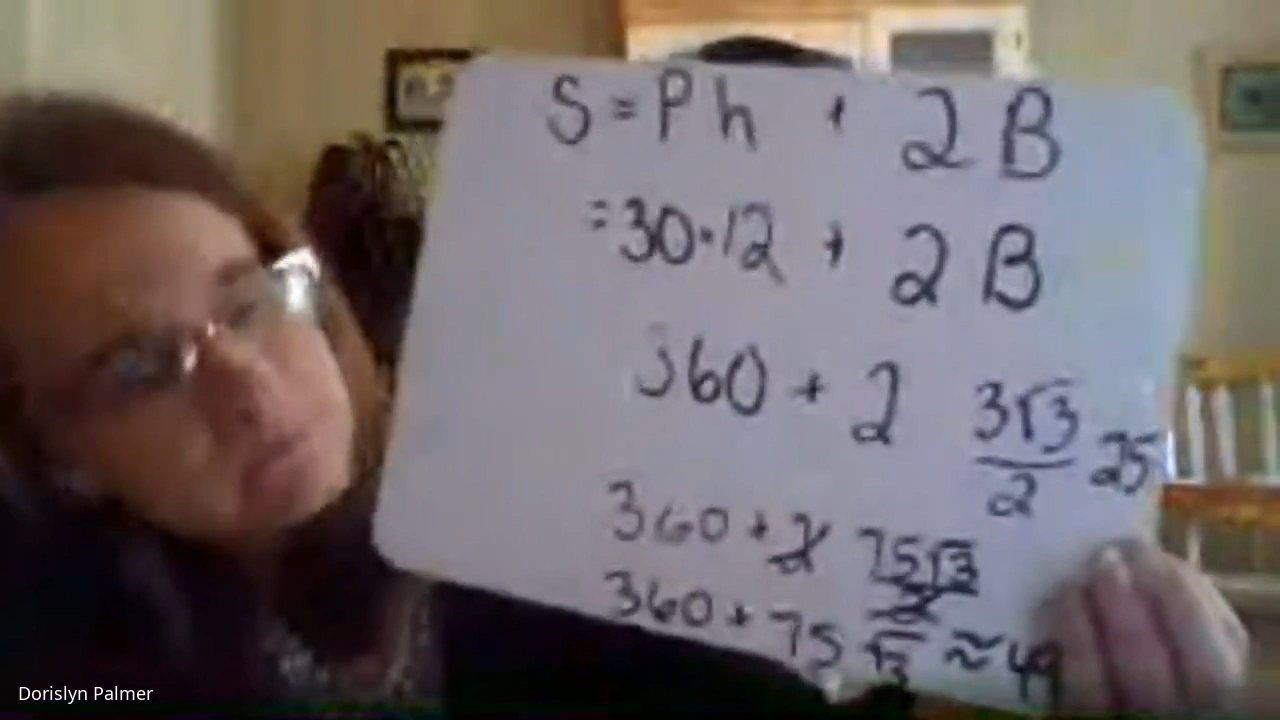 S = Ph + 2B
= 30·12 + 2B
360 + 2 3√3/2 25
360 + 2 75√3/2
360 + 75√3 ≈ 49
Dorislyn Palmer